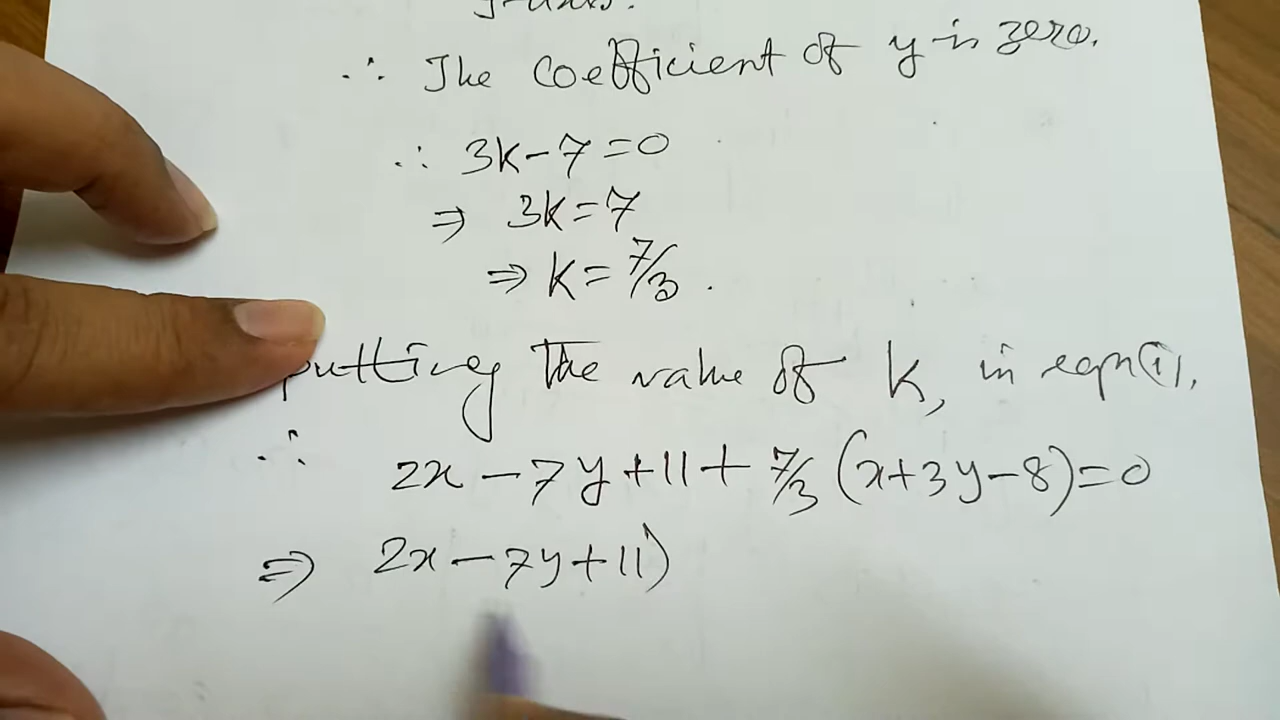 ∴ The coefficient of y is zero.
∴ 3k-7=0
⇒ 3k=7
⇒ k=7/3.
putting the value of k, in eqn(i),
∴ 2x-7y+11+7/3(x+3y-8)=0
⇒ 2x-7y+11)